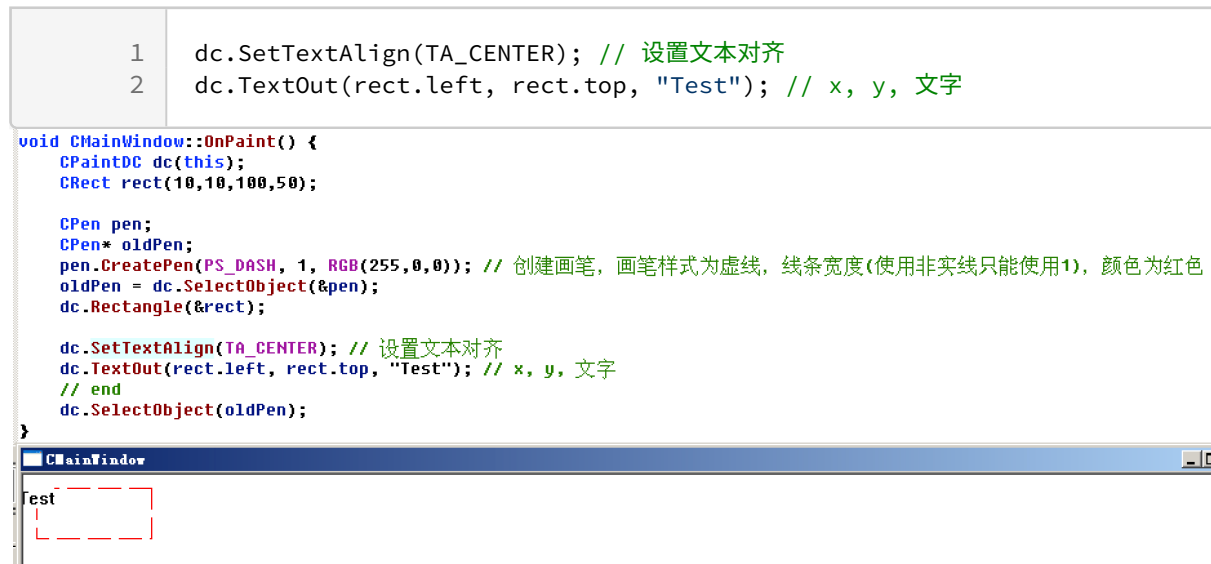 1 dc.SetTextAlign(TA_CENTER); // 设置文本对齐
2 dc.TextOut(rect.left, rect.top, "Test"); // x, y, 文字
void CMainWindow::OnPaint() {
CPaintDC dc(this);
CRect rect(10,10,100,50);
CPen pen;
CPen* oldPen;
pen.CreatePen(PS_DASH, 1, RGB(255,0,0)); // 创建画笔，画笔样式为虚线，线条宽度(使用非实线只能使用1)，颜色为红色
oldPen = dc.SelectObject(&pen);
dc.Rectangle(&rect);
dc.SetTextAlign(TA_CENTER); // 设置文本对齐
dc.TextOut(rect.left, rect.top, "Test"); // x, y, 文字
// end
dc.SelectObject(oldPen);
}
CMainWindow
Test